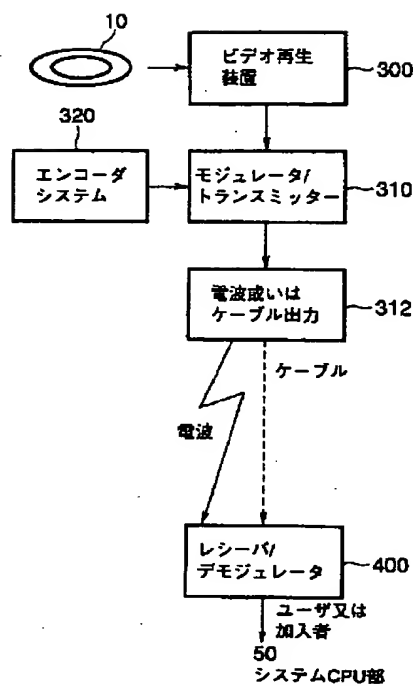 10
ビデオ再生
装置
300
320
エンコーダ
システム
モジュレータ/
トランスミッター
310
電波或いは
ケーブル出力
312
ケーブル
電波
レシーバ/
デモジュレータ
400
ユーザ又は
加入者
50
システムCPU部